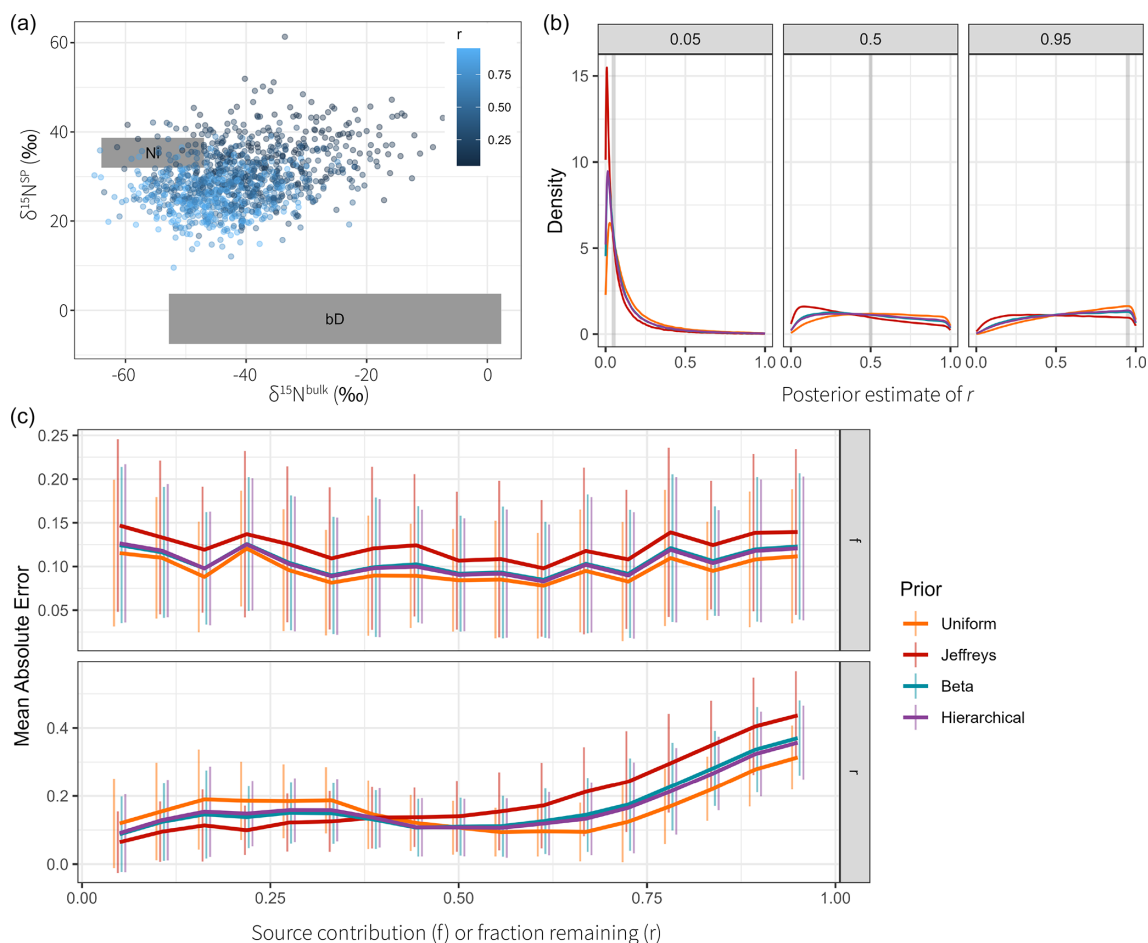 (a)
60
40
20
0
δ15NSP (‰)
-60
-40
-20
0
δ15Nbulk (‰)
Ni
bD
r
0.75
0.50
0.25
(b)
0.05
0.5
0.95
15
10
5
0
Density
0.0
0.5
1.0
0.0
0.5
1.0
0.0
0.5
1.0
Posterior estimate of r
(c)
0.25
0.20
0.15
0.10
0.05
f
0.4
0.2
0.0
r
Mean Absolute Error
0.00
0.25
0.50
0.75
1.00
Source contribution (f) or fraction remaining (r)
Prior
Uniform
Jeffreys
Beta
Hierarchical